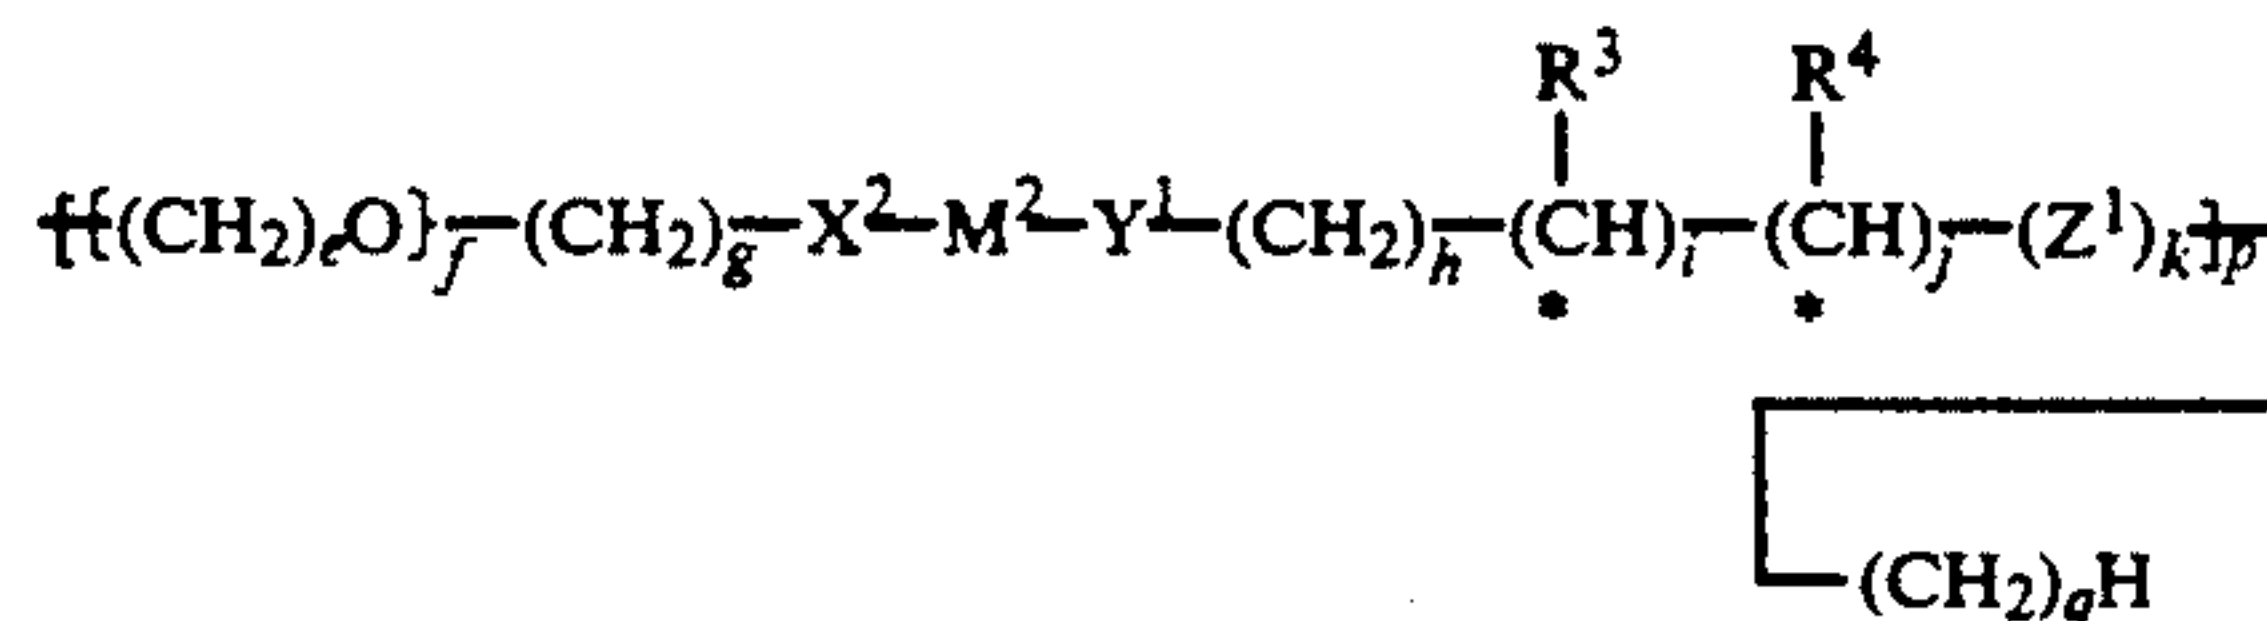 R³ R⁴
-[{(CH₂)ₑO}f-(CH₂)g-X²-M²-Y¹-(CH₂)h-(CH)i-(CH)j-(Z¹)k]p-
* *
-(CH₂)qH